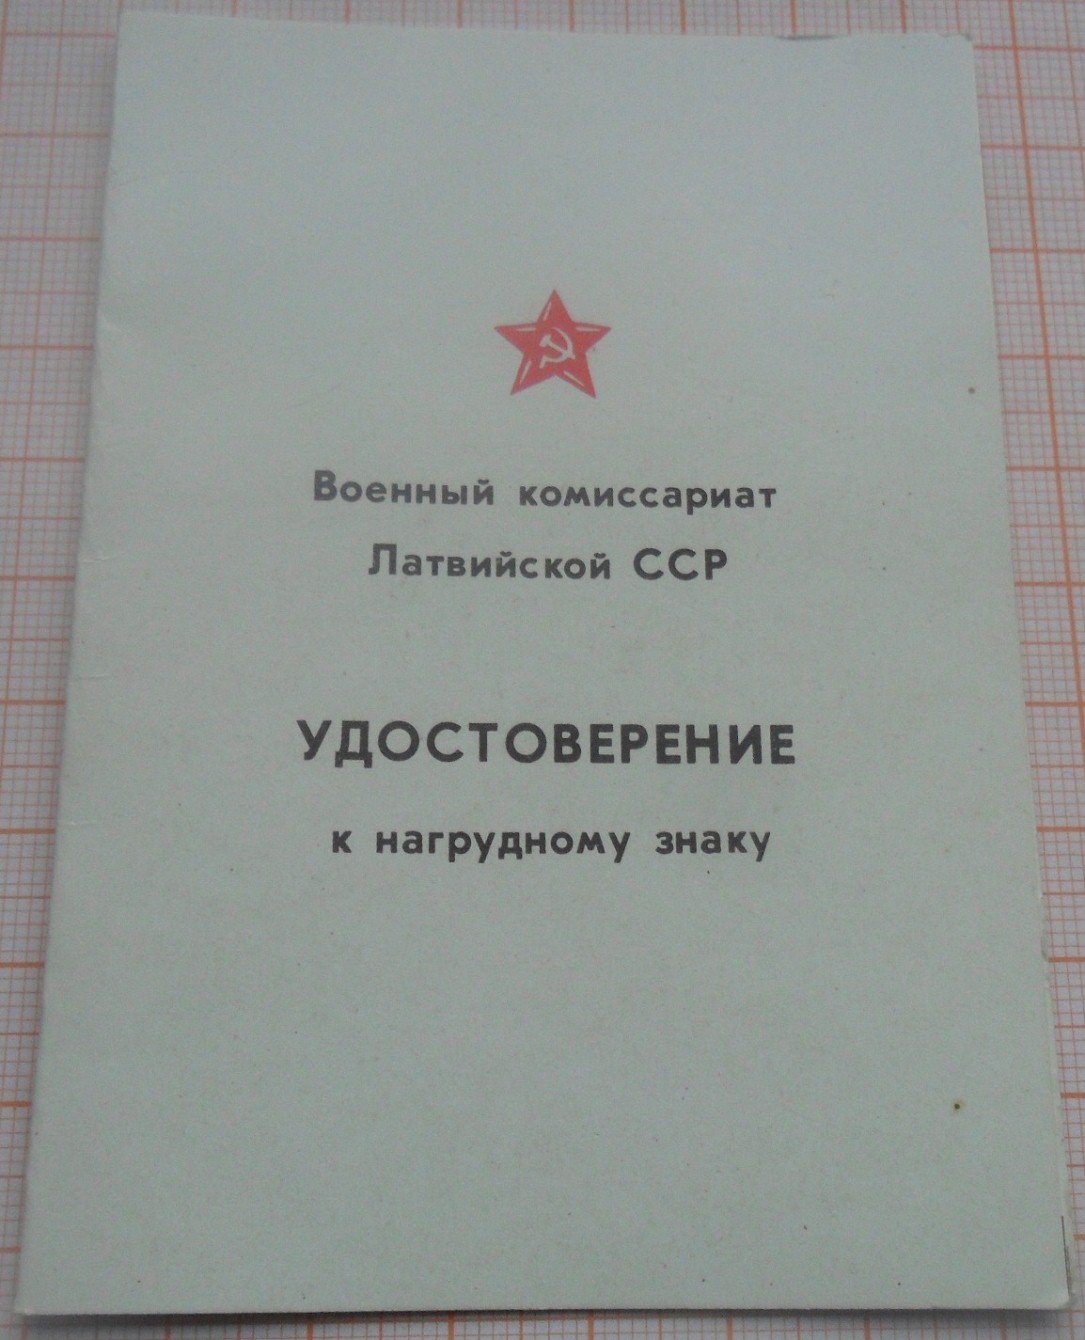 Военный комиссариат
Латвийской ССР
УДОСТОВЕРЕНИЕ
к нагрудному знаку